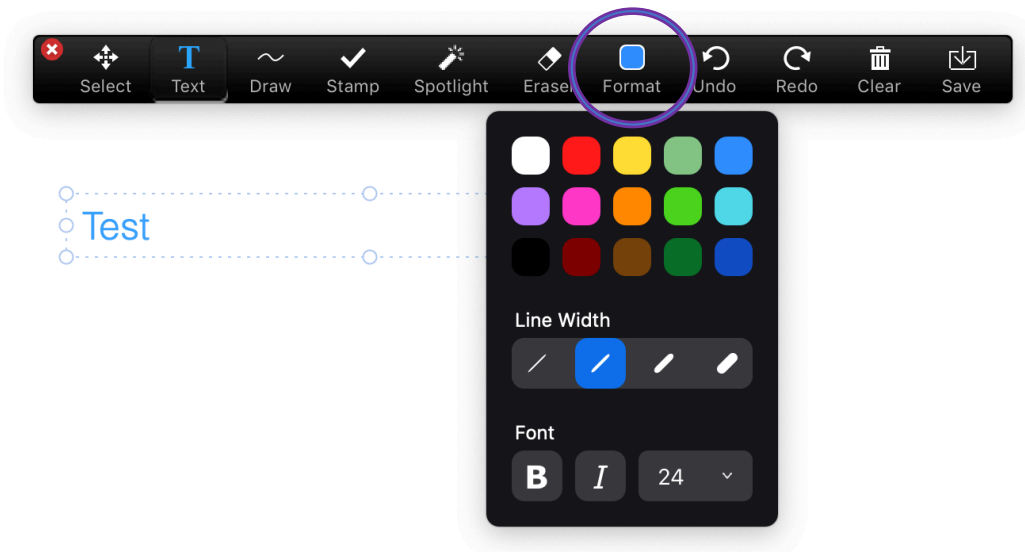 Select Text Draw Stamp Spotlight Eraser Format Undo Redo Clear Save
Test
Line Width
Font
B I 24